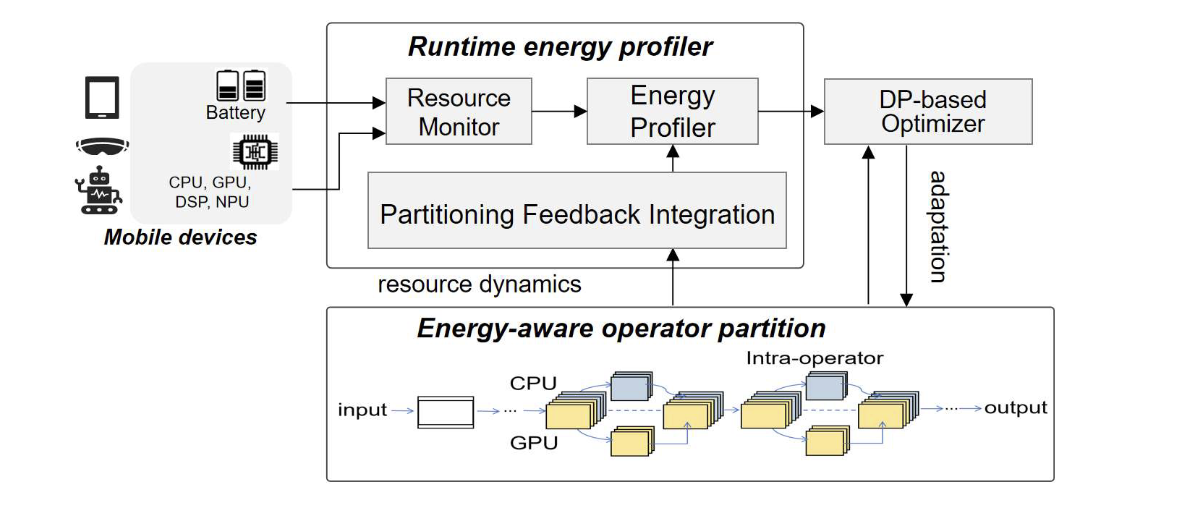 Runtime energy profiler
Battery
CPU, GPU,
DSP, NPU
Mobile devices
Resource
Monitor
Energy
Profiler
DP-based
Optimizer
Partitioning Feedback Integration
resource dynamics
adaptation
Energy-aware operator partition
Intra-operator
CPU
input
...
...
output
GPU